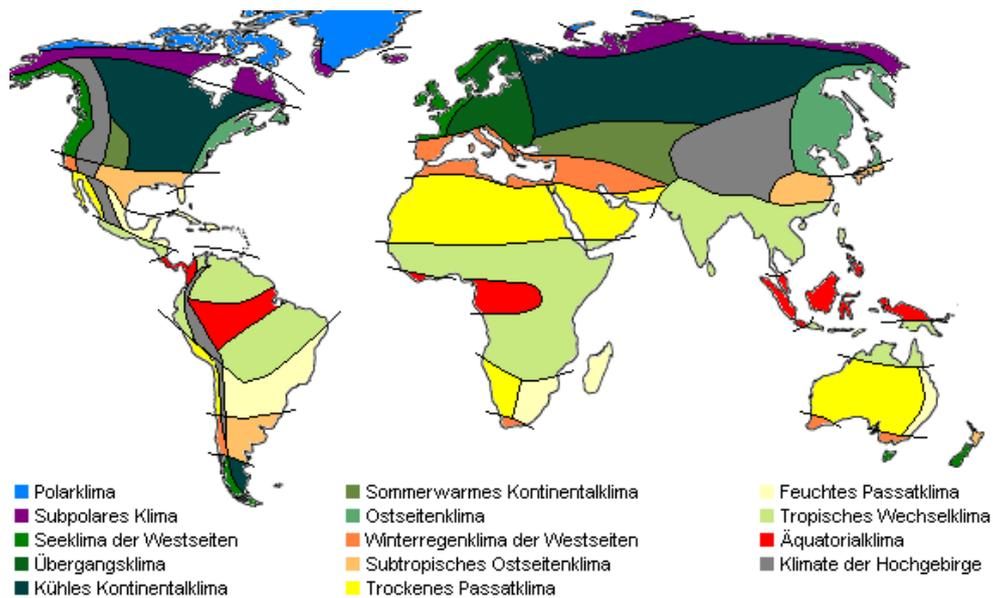 Polarklima
Subpolares Klima
Seeklima der Westseiten
Übergangsklima
Kühles Kontinentalklima
Sommerwarmes Kontinentalklima
Ostseitenklima
Winterregenklima der Westseiten
Subtropisches Ostseitenklima
Trockenes Passatklima
Feuchtes Passatklima
Tropisches Wechselklima
Äquatorialklima
Klimate der Hochgebirge